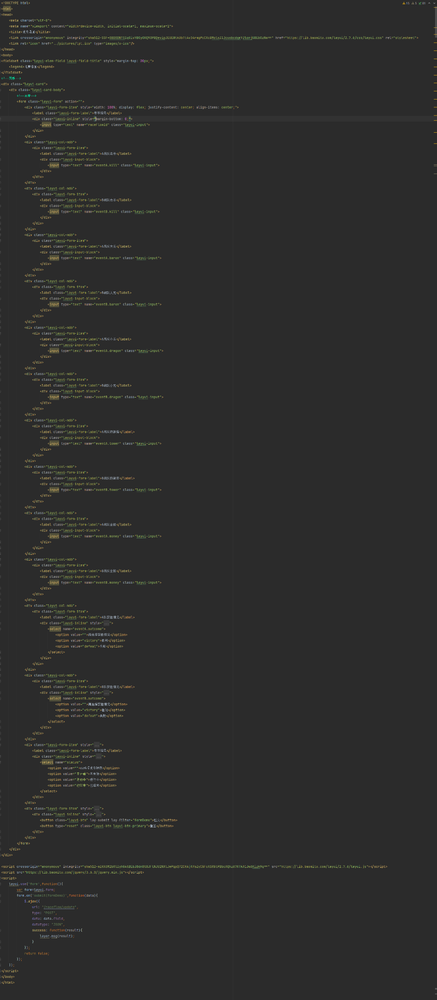 15 5 81
<!DOCTYPE html>
<html>
<head>
<meta charset="utf-8">
<meta name="viewport" content="width=device-width, initial-scale=1, maximum-scale=1">
<title>比赛添加</title>
<link crossorigin="anonymous" href="https://lib.baomitu.com/layui/2.7.6/css/layui.css" rel="stylesheet">
<link rel="icon" href="../pictures/lpl.ico" type="images/x-ico"/>
</head>
<body>
<fieldset class="layui-elem-field layui-field-title" style="margin-top: 20px;">
<legend>比赛添加</legend>
</fieldset>
<!---->
<div class="layui-card">
<div class="layui-card-body">
<!--表单-->
<form class="layui-form" action="">
<div class="layui-form-item" style="width: 100%; display: flex; justify-content: center; align-items: center;">
<label class="layui-form-label">赛事编号</label>
<div class="layui-inline" style="margin-bottom: 0;">
<input type="text" name="raceFlowId" class="layui-input">
</div>
</div>
<div class="layui-col-md6">
<div class="layui-form-item">
<label class="layui-form-label">A战队击杀</label>
<div class="layui-input-block">
<input type="text" name="eventA.kill" class="layui-input">
</div>
</div>
</div>
<div class="layui-col-md6">
<div class="layui-form-item">
<label class="layui-form-label">B战队击杀</label>
<div class="layui-input-block">
<input type="text" name="eventB.kill" class="layui-input">
</div>
</div>
</div>
<div class="layui-col-md6">
<div class="layui-form-item">
<label class="layui-form-label">A战队大龙</label>
<div class="layui-input-block">
<input type="text" name="eventA.baron" class="layui-input">
</div>
</div>
</div>
<div class="layui-col-md6">
<div class="layui-form-item">
<label class="layui-form-label">B战队大龙</label>
<div class="layui-input-block">
<input type="text" name="eventB.baron" class="layui-input">
</div>
</div>
</div>
<div class="layui-col-md6">
<div class="layui-form-item">
<label class="layui-form-label">A战队小龙</label>
<div class="layui-input-block">
<input type="text" name="eventA.dragon" class="layui-input">
</div>
</div>
</div>
<div class="layui-col-md6">
<div class="layui-form-item">
<label class="layui-form-label">B战队小龙</label>
<div class="layui-input-block">
<input type="text" name="eventB.dragon" class="layui-input">
</div>
</div>
</div>
<div class="layui-col-md6">
<div class="layui-form-item">
<label class="layui-form-label">A战队防御塔</label>
<div class="layui-input-block">
<input type="text" name="eventA.tower" class="layui-input">
</div>
</div>
</div>
<div class="layui-col-md6">
<div class="layui-form-item">
<label class="layui-form-label">B战队防御塔</label>
<div class="layui-input-block">
<input type="text" name="eventB.tower" class="layui-input">
</div>
</div>
</div>
<div class="layui-col-md6">
<div class="layui-form-item">
<label class="layui-form-label">A战队金钱</label>
<div class="layui-input-block">
<input type="text" name="eventA.money" class="layui-input">
</div>
</div>
</div>
<div class="layui-col-md6">
<div class="layui-form-item">
<label class="layui-form-label">B战队金钱</label>
<div class="layui-input-block">
<input type="text" name="eventB.money" class="layui-input">
</div>
</div>
</div>
<div class="layui-col-md6">
<div class="layui-form-item">
<label class="layui-form-label">A队获胜情况</label>
<div class="layui-inline" style="...">
<select name="eventA.outcome">
<option value="">请选择获胜情况</option>
<option value="victory">胜利</option>
<option value="defeat">失败</option>
</select>
</div>
</div>
</div>
<div class="layui-col-md6">
<div class="layui-form-item">
<label class="layui-form-label">B队获胜情况</label>
<div class="layui-inline" style="...">
<select name="eventB.outcome">
<option value="">请选择获胜情况</option>
<option value="victory">胜利</option>
<option value="defeat">失败</option>
</select>
</div>
</div>
</div>
<div class="layui-form-item" style="...">
<label class="layui-form-label">赛事编号</label>
<div class="layui-inline" style="...">
<select name="status">
<option value="">请选择比赛状态</option>
<option value="未开始">未开始</option>
<option value="进行中">进行中</option>
<option value="已结束">已结束</option>
</select>
</div>
</div>
<div class="layui-form-item" style="...">
<div class="layui-inline" style="...">
<button class="layui-btn" lay-submit lay-filter="formDemo">提交</button>
<button type="reset" class="layui-btn layui-btn-primary">重置</button>
</div>
</div>
</form>
</div>
</div>
<script crossorigin="anonymous" src="https://lib.baomitu.com/layui/2.7.6/layui.js"></script>
<script src="https://lib.baomitu.com/jquery/3.6.0/jquery.min.js"></script>
<script>
layui.use('form',function(){
var form=layui.form;
form.on('submit(formDemo)',function(data){
$.ajax({
url: "/raceflow/update",
type: "POST",
data: data.field,
datatype: "JSON",
success: function(result){
layer.msg(result);
}
});
return false;
});
});
</script>
</body>
</html>